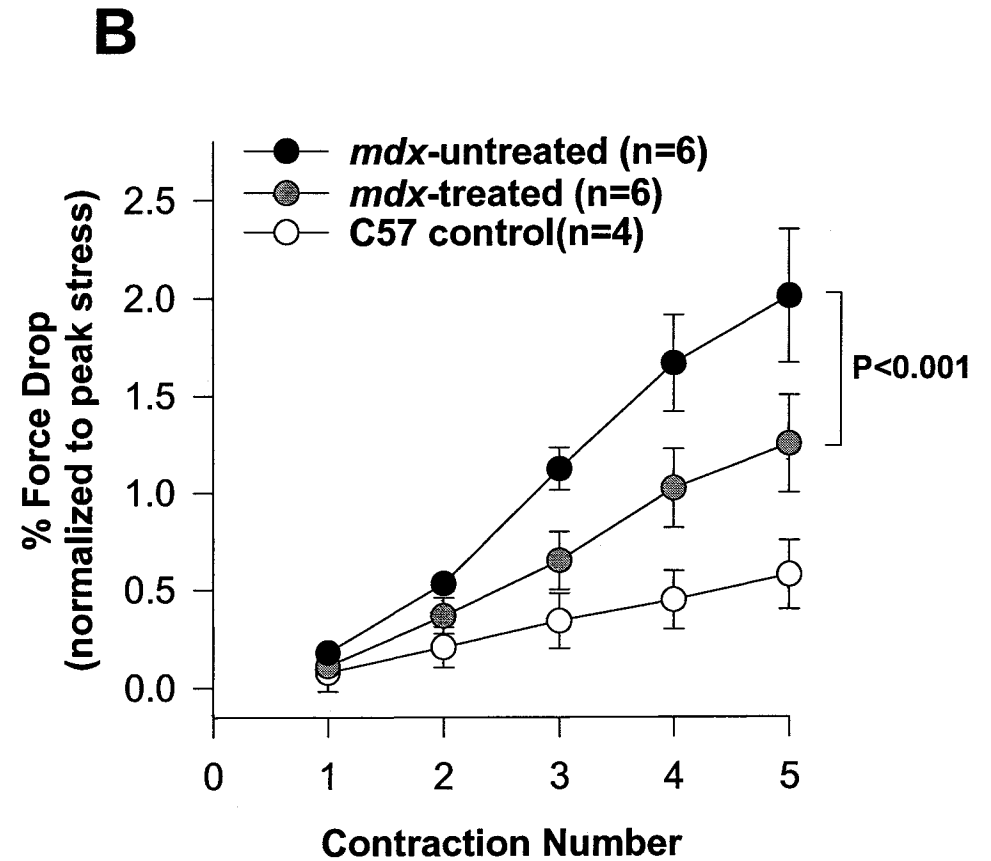 B
mdx-untreated (n=6)
mdx-treated (n=6)
C57 control(n=4)
% Force Drop
(normalized to peak stress)
2.5
2.0
1.5
1.0
0.5
0.0
P<0.001
0 1 2 3 4 5
Contraction Number